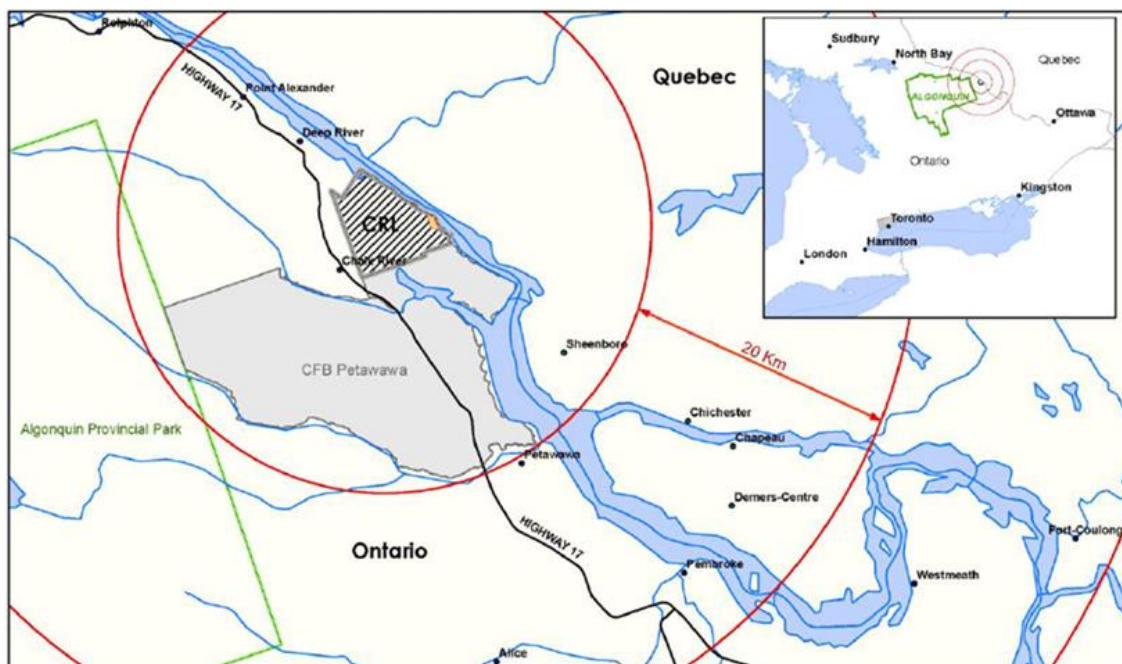 Rolphton
HIGHWAY 17
Point Alexander
Deep River
Quebec
CRL
Chalk River
CFB Petawawa
Algonquin Provincial Park
Sheenboro
20 Km
Chichester
Chapeau
Petawawa
Demers-Centre
HIGHWAY 17
Ontario
Pembroke
Fort-Coulong
Westmeath
Alice
Sudbury
North Bay
Quebec
ALGONQUIN
Ottawa
Ontario
Kingston
Toronto
Hamilton
London